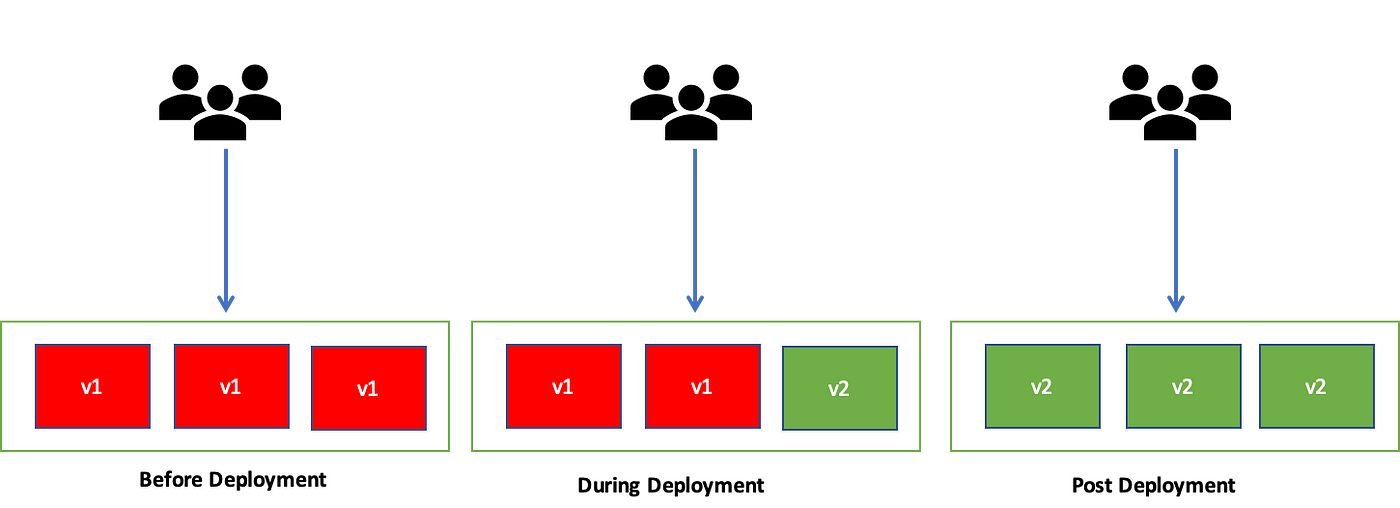 v1
v1
v1
v1
v1
v2
v2
v2
v2
Before Deployment
During Deployment
Post Deployment